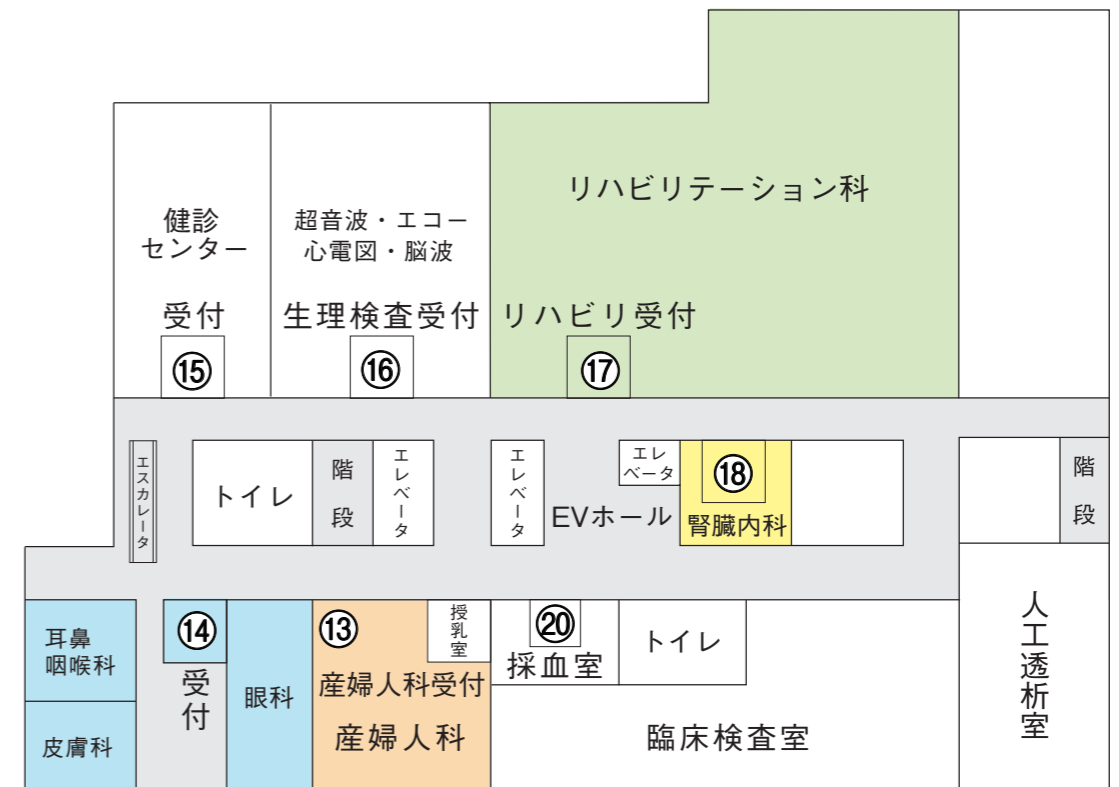 リハビリテーション科
健診
センター
受付
⑮
超音波・エコー
心電図・脳波
生理検査受付
⑯
リハビリ受付
⑰
エスカレータ
トイレ
階段
エレベータ
エレベータ
EVホール
エレ
ベータ
⑱
腎臓内科
階段
耳鼻
咽喉科
皮膚科
⑭
受付
眼科
⑬
授乳室
産婦人科受付
産婦人科
⑳
採血室
トイレ
臨床検査室
人工透析室